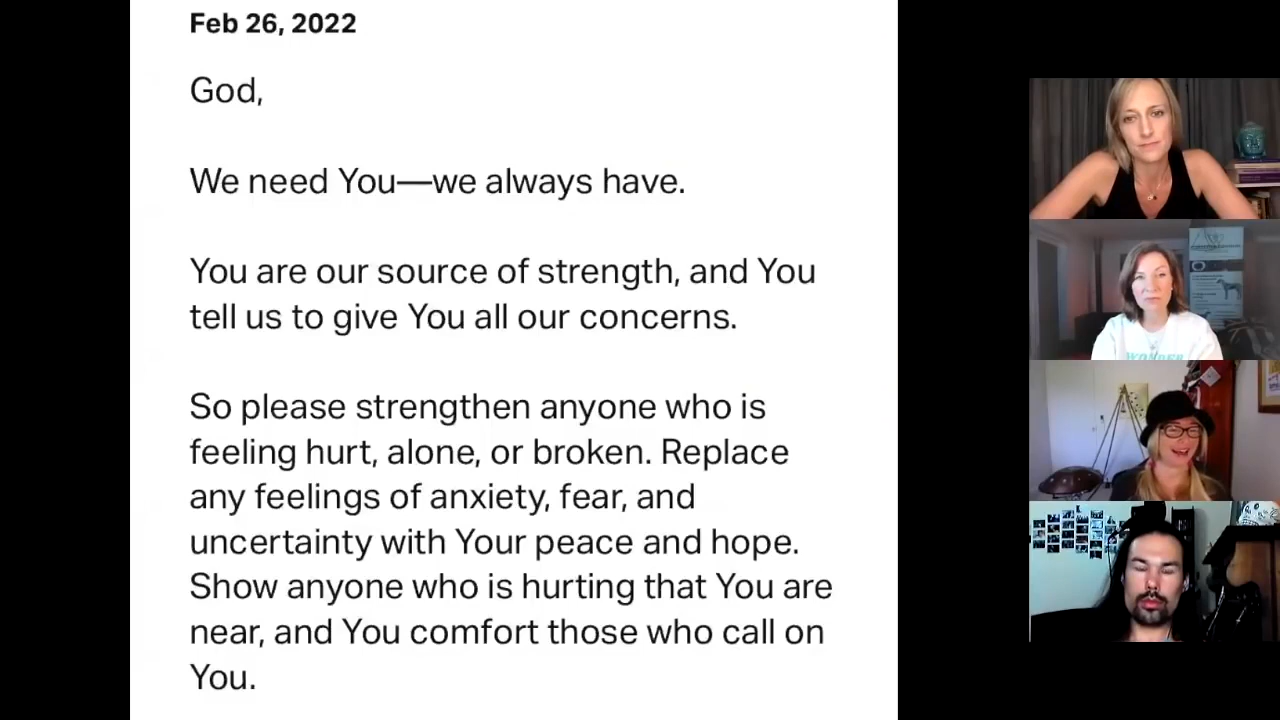 Feb 26, 2022
God,
We need You—we always have.
You are our source of strength, and You
tell us to give You all our concerns.
So please strengthen anyone who is
feeling hurt, alone, or broken. Replace
any feelings of anxiety, fear, and
uncertainty with Your peace and hope.
Show anyone who is hurting that You are
near, and You comfort those who call on
You.
WONDER